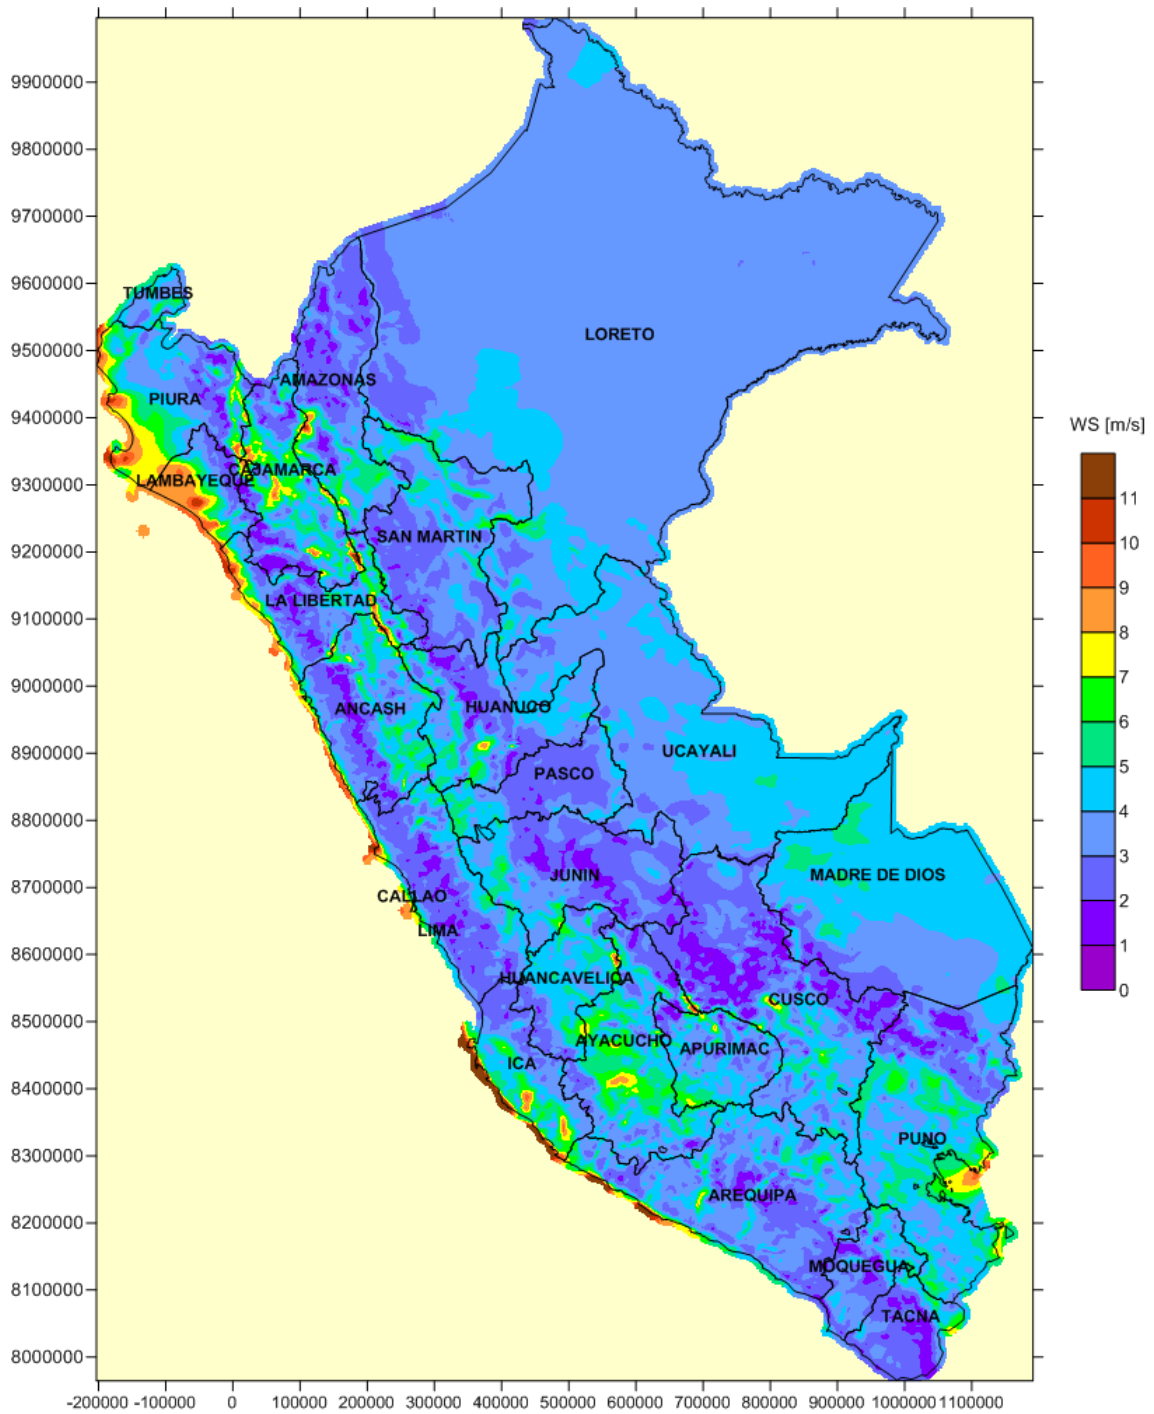 9900000
9800000
9700000
9600000
9500000
9400000
9300000
9200000
9100000
9000000
8900000
8800000
8700000
8600000
8500000
8400000
8300000
8200000
8100000
8000000
-200000 -100000 0 100000 200000 300000 400000 500000 600000 700000 800000 900000 1000000 1100000
TUMBES
LORETO
AMAZONAS
PIURA
CAJAMARCA
LAMBAYEQUE
SAN MARTIN
LA LIBERTAD
ANCASH
HUANUCO
UCAYALI
PASCO
JUNIN
MADRE DE DIOS
CALLAO
LIMA
HUANCAVELICA
CUSCO
AYACUCHO
APURIMAC
ICA
PUNO
AREQUIPA
MOQUEGUA
TACNA
WS [m/s]
11
10
9
8
7
6
5
4
3
2
1
0